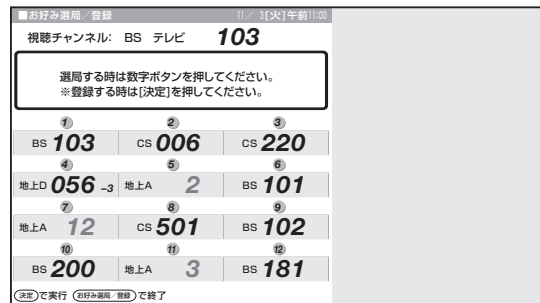 ■お好み選局／登録 11／ 3[火]午前11:00
視聴チャンネル: BS テレビ 103
選局する時は数字ボタンを押してください。
※登録する時は[決定]を押してください。
① ② ③
BS 103 CS 006 CS 220
④ ⑤ ⑥
地上D 056 -3 地上A 2 BS 101
⑦ ⑧ ⑨
地上A 12 CS 501 BS 102
⑩ ⑪ ⑫
BS 200 地上A 3 BS 181
決定で実行 お好み選局／登録で終了